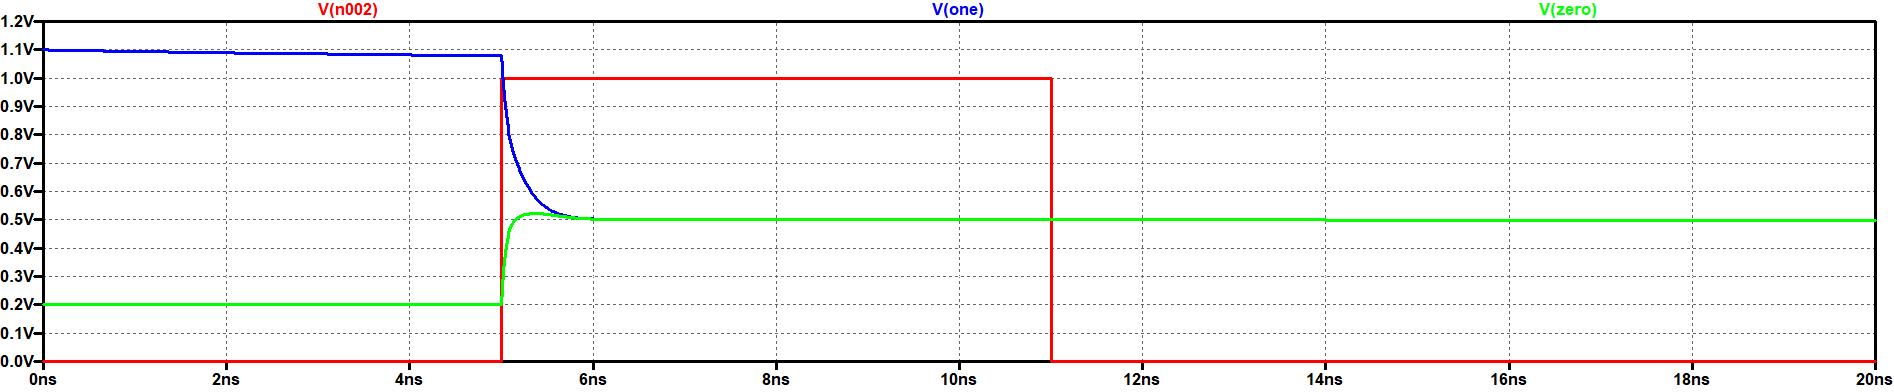 V(n002) V(one) V(zero)
1.2V
1.1V
1.0V
0.9V
0.8V
0.7V
0.6V
0.5V
0.4V
0.3V
0.2V
0.1V
0.0V
0ns 2ns 4ns 6ns 8ns 10ns 12ns 14ns 16ns 18ns 20ns